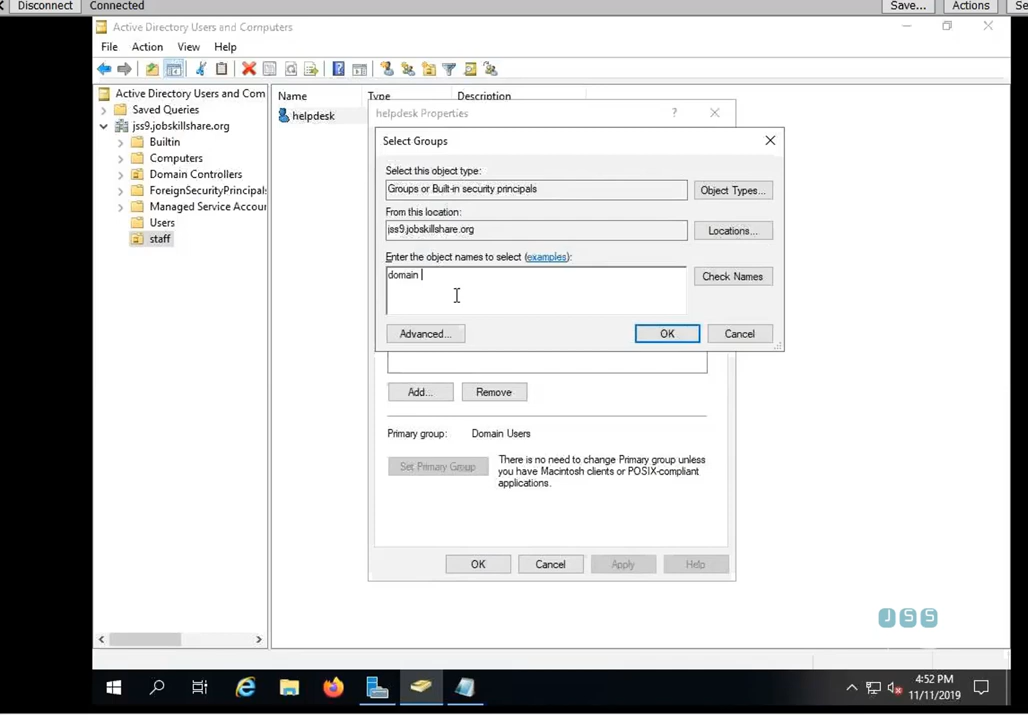 Disconnect Connected Save... Actions Se
Active Directory Users and Computers
File Action View Help
Active Directory Users and Com
Saved Queries
jss9.jobskillshare.org
Builtin
Computers
Domain Controllers
ForeignSecurityPrincipals
Managed Service Accour
Users
staff
Name Type Description
helpdesk
helpdesk Properties ?
Select Groups
Select this object type:
Groups or Built-in security principals Object Types...
From this location:
jss9.jobskillshare.org Locations...
Enter the object names to select (examples):
domain Check Names
Advanced... OK Cancel
Add... Remove
Primary group: Domain Users
Set Primary Group
There is no need to change Primary group unless
you have Macintosh clients or POSIX-compliant
applications.
OK Cancel Apply Help
JSS
4:52 PM
11/11/2019